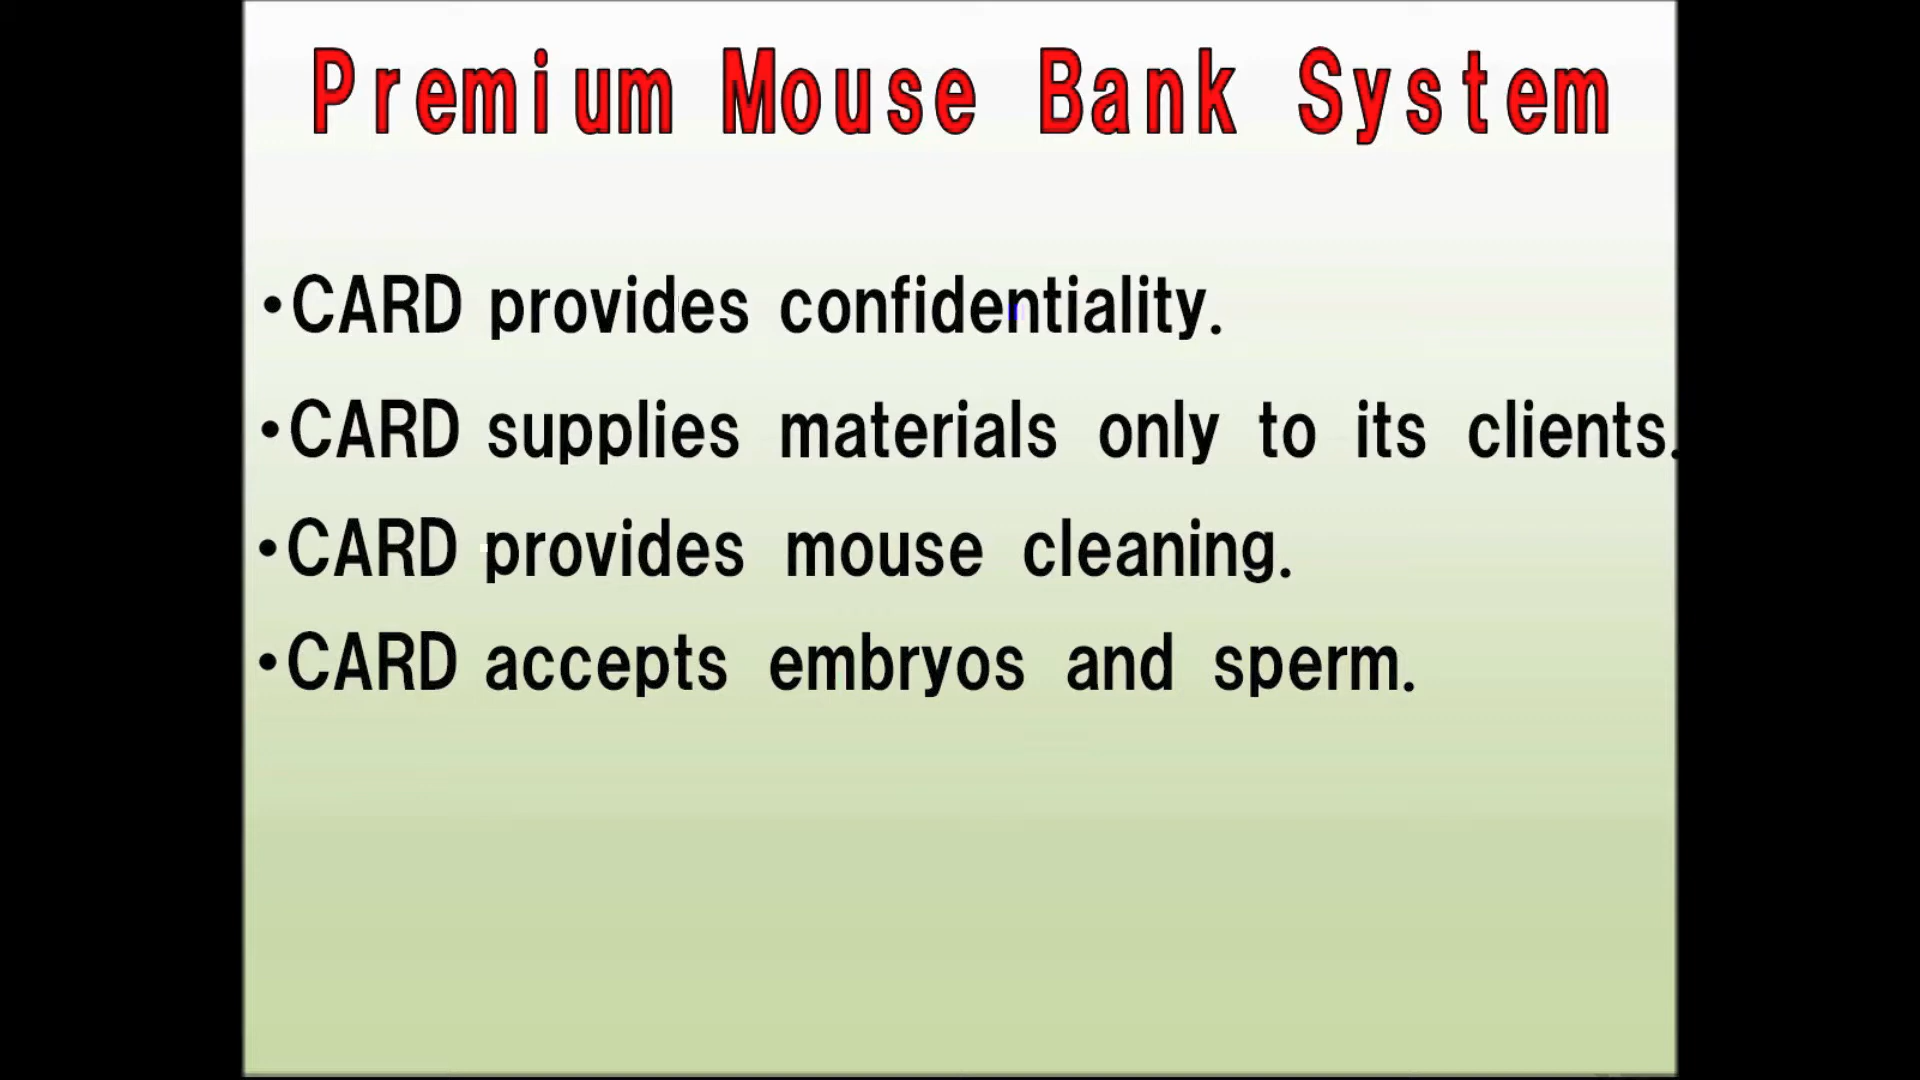 Premium Mouse Bank System
・CARD provides confidentiality.
・CARD supplies materials only to its clients.
・CARD provides mouse cleaning.
・CARD accepts embryos and sperm.